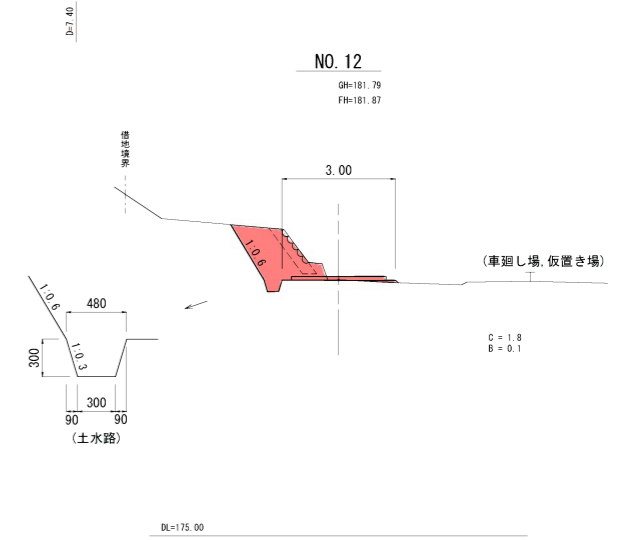 D=7.40
NO. 12
GH=181.79
FH=181.87
借地境界
3.00
1:0.6
(車廻し場,仮置き場)
1:0.6
480
300
1:0.3
C = 1.8
B = 0.1
300
90
90
(土水路)
DL=175.00